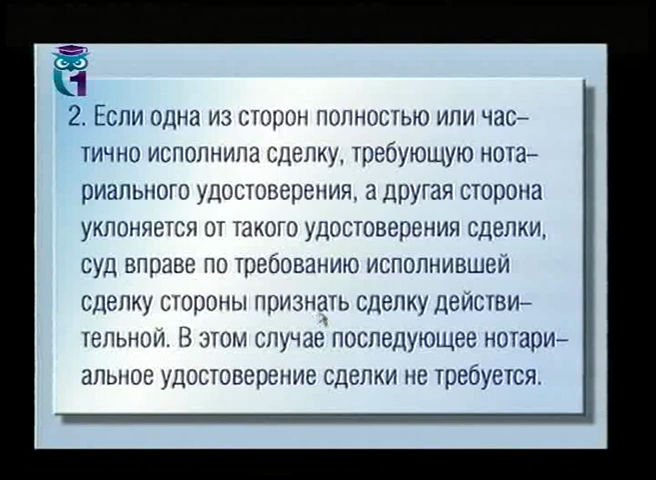 1
2. Если одна из сторон полностью или час–
тично исполнила сделку, требующую нота–
риального удостоверения, а другая сторона
уклоняется от такого удостоверения сделки,
суд вправе по требованию исполнившей
сделку стороны признать сделку действи–
тельной. В этом случае последующее нотари–
альное удостоверение сделки не требуется.